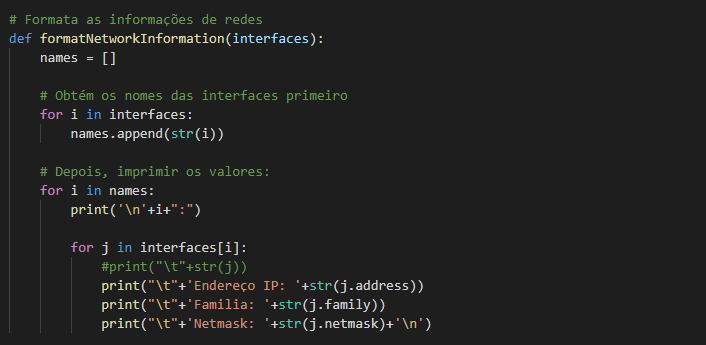 # Formata as informações de redes
def formatNetworkInformation(interfaces):
names = []
# Obtém os nomes das interfaces primeiro
for i in interfaces:
names.append(str(i))
# Depois, imprimir os valores:
for i in names:
print('\n'+i+":")
for j in interfaces[i]:
#print("\t"+str(j))
print("\t"+'Endereço IP: '+str(j.address))
print("\t"+'Familia: '+str(j.family))
print("\t"+'Netmask: '+str(j.netmask)+'\n')